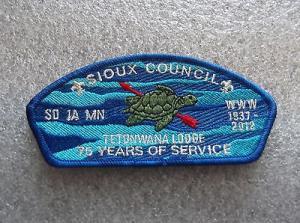 SIOUX COUNCIL
SD IA MN
WWW
1937-
2012
TETONWANA LODGE
75 YEARS OF SERVICE